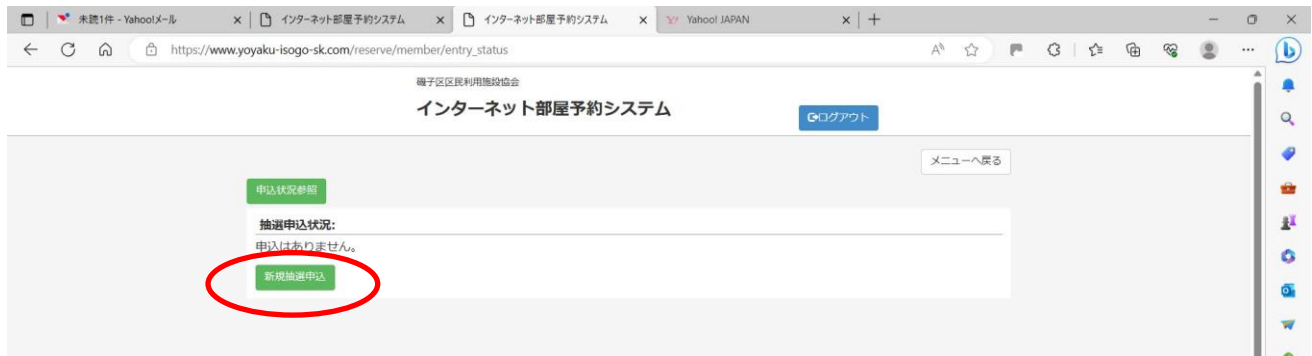 未読1件 - Yahoo!メール
インターネット部屋予約システム
インターネット部屋予約システム
Yahoo! JAPAN
https://www.yoyaku-isogo-sk.com/reserve/member/entry_status
磯子区区民利用施設協会
インターネット部屋予約システム
ログアウト
メニューへ戻る
申込状況参照
抽選申込状況:
申込はありません。
新規抽選申込